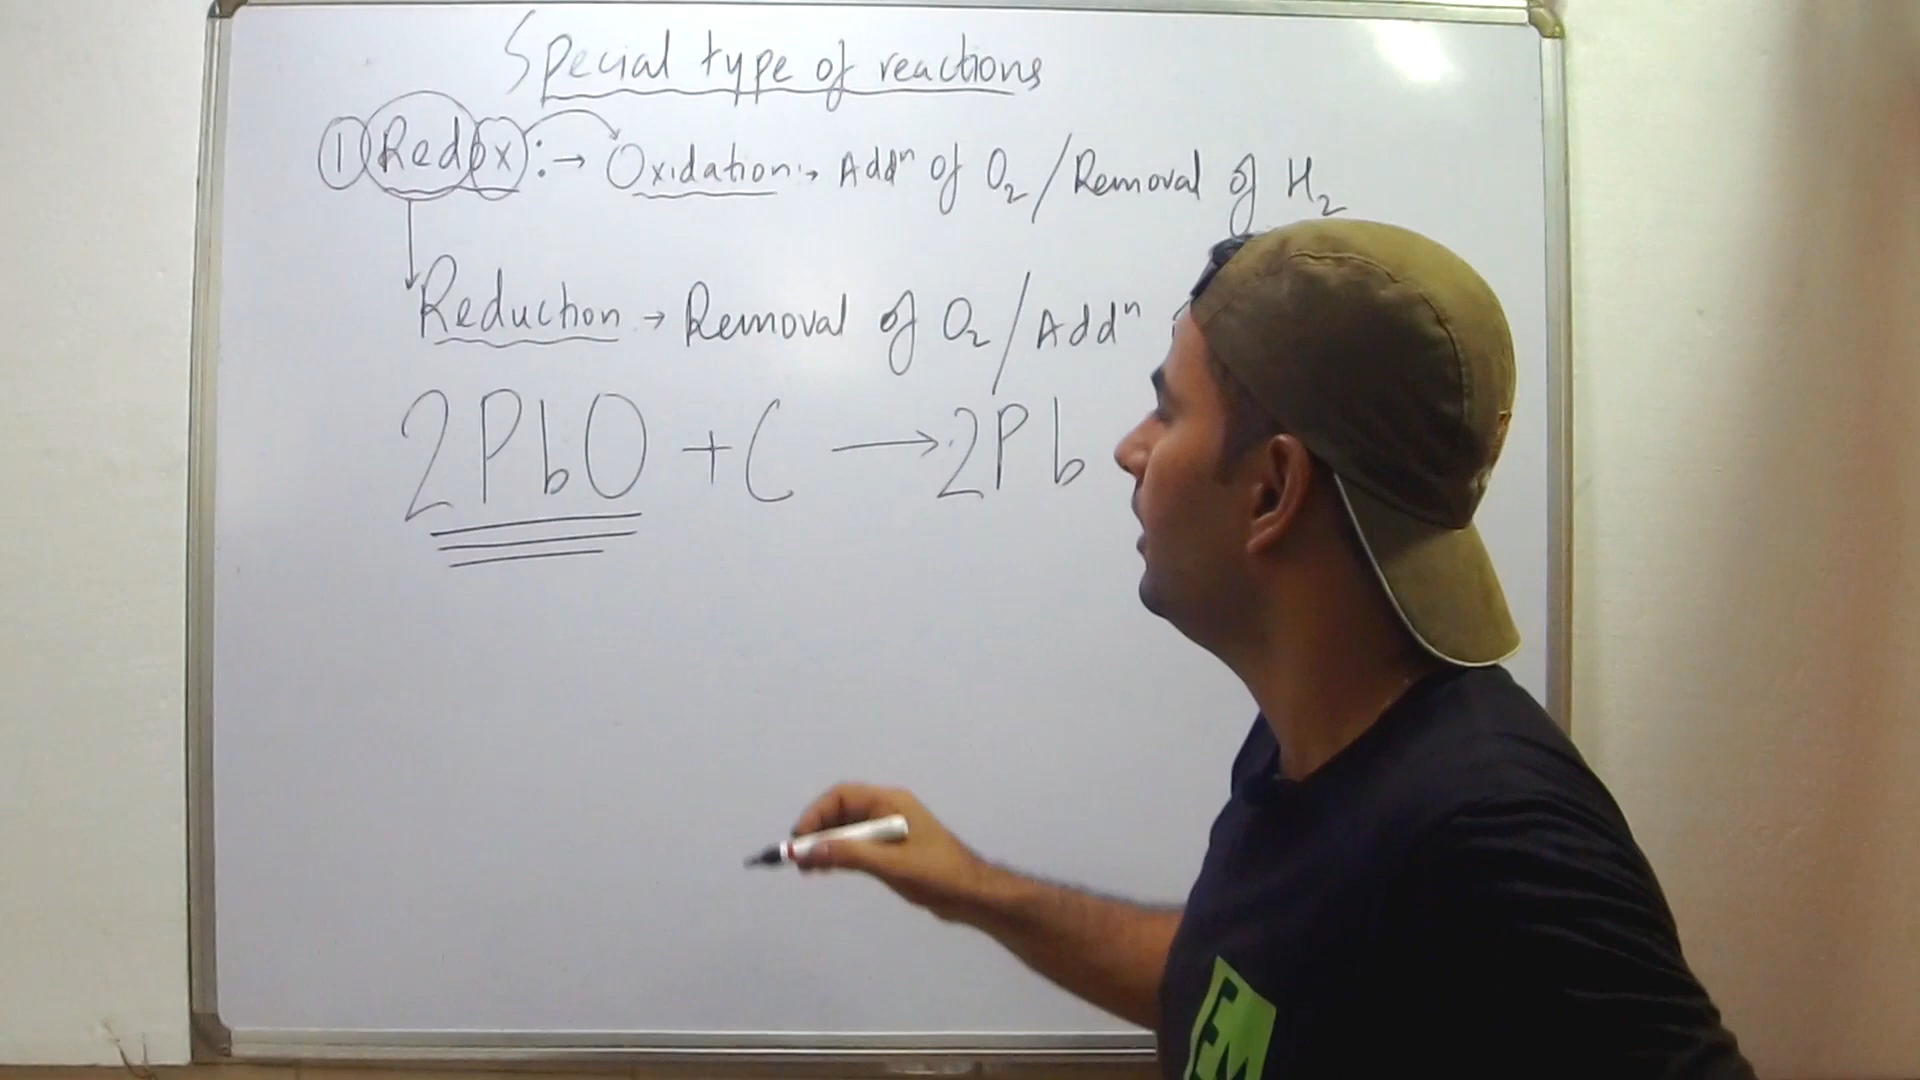 Special type of reactions
① Redox :→ Oxidation :→ Addⁿ of O₂ / Removal of H₂
Reduction → Removal of O₂ / Addⁿ
2PbO + C → 2Pb
FM